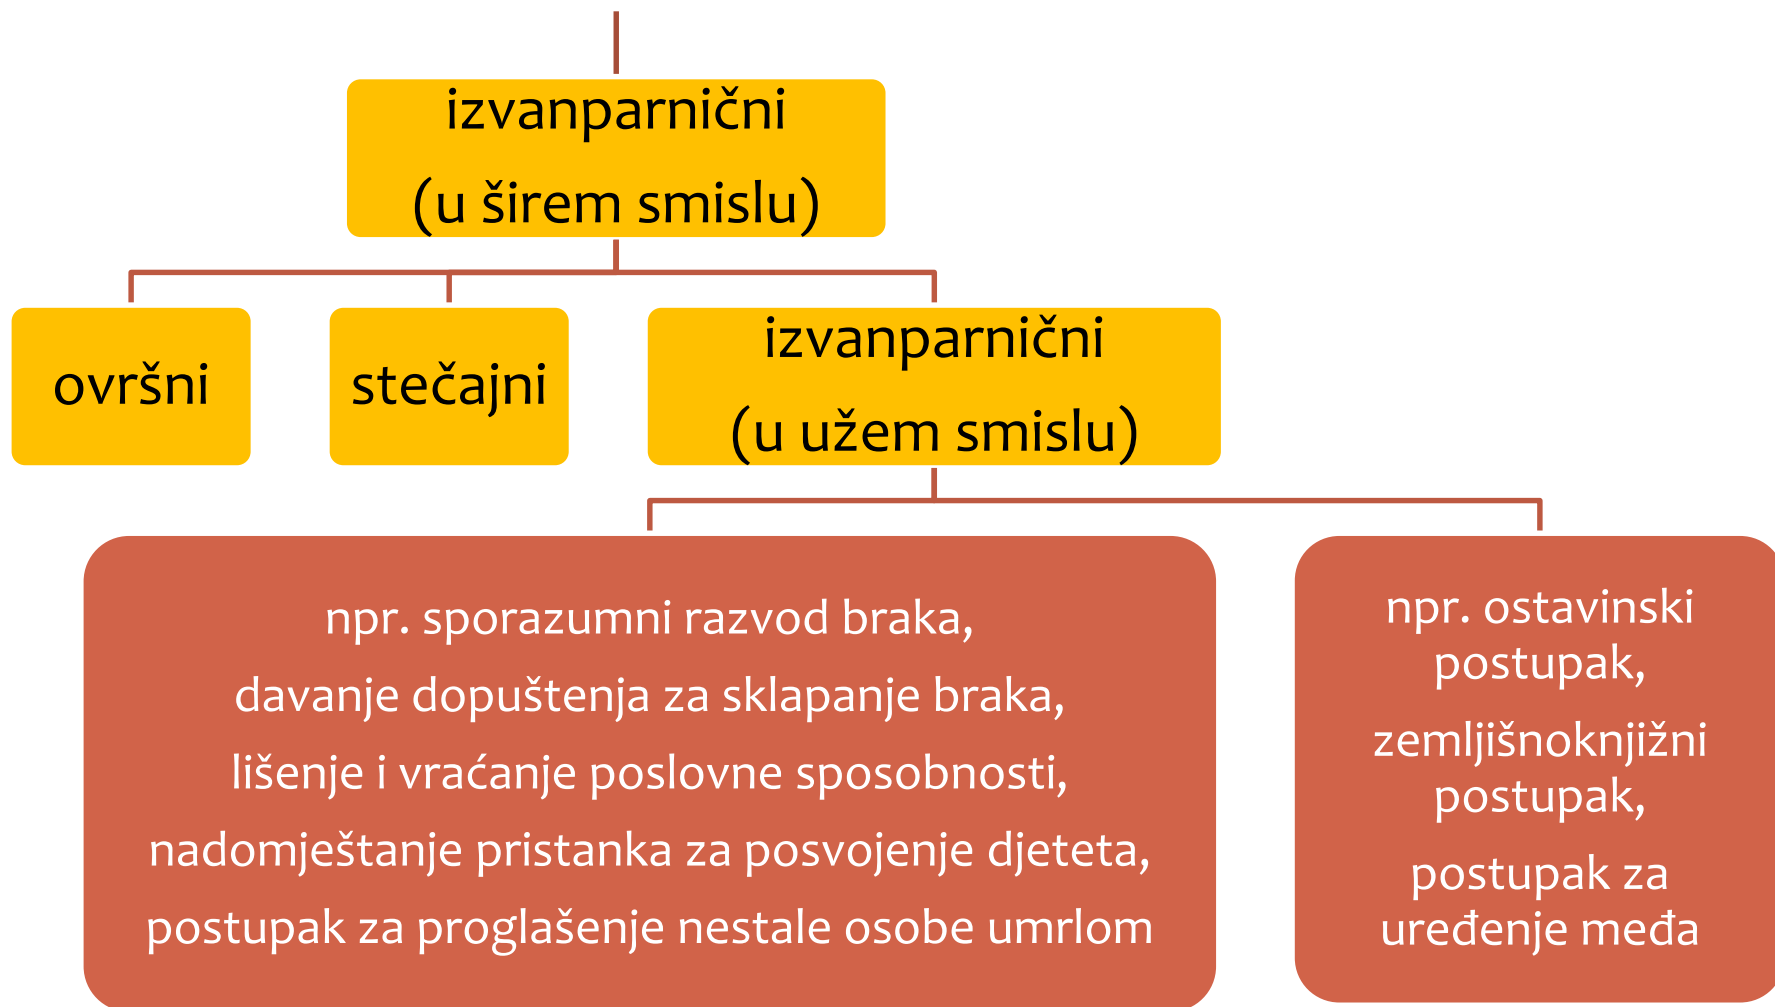 izvanparnični
(u širem smislu)
ovršni
stečajni
izvanparnični
(u užem smislu)
npr. sporazumni razvod braka,
davanje dopuštenja za sklapanje braka,
lišenje i vraćanje poslovne sposobnosti,
nadomještanje pristanka za posvojenje djeteta,
postupak za proglašenje nestale osobe umrlom
npr. ostavinski
postupak,
zemljišnoknjižni
postupak,
postupak za
uređenje međa